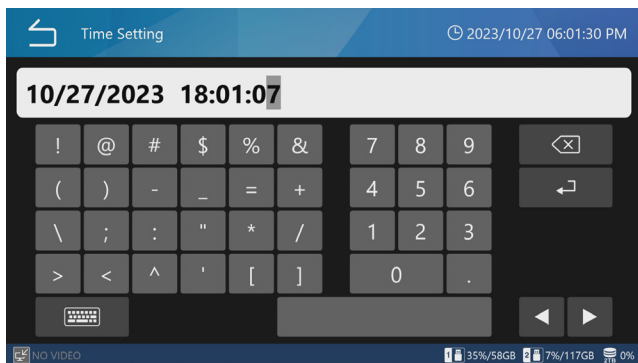 Time Setting 2023/10/27 06:01:30 PM
10/27/2023 18:01:07
! @ # $ % & 7 8 9
( ) - _ = + 4 5 6
\ ; : " * / 1 2 3
> < ^ ' [ ] 0 .
NO VIDEO 1 35%/58GB 2 7%/117GB 2TB 0%